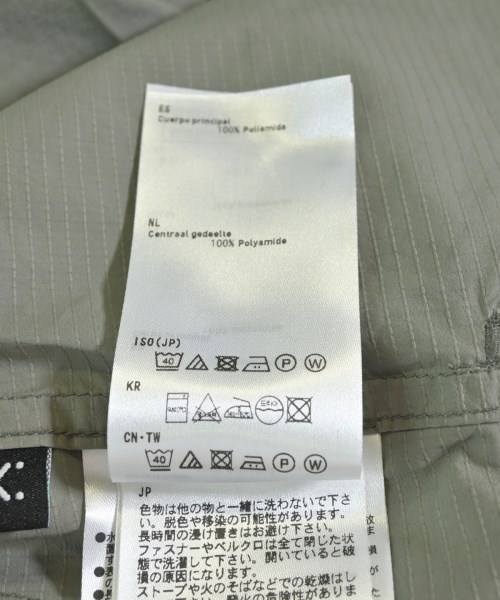 ES
Cuerpo principal
100% Poliamida
NL
Centraal gedeelte
100% Polyamide
ISO(JP)
40 P W
KR
CN・TW
40 P W
K:
JP
色物は他の物と一緒に洗わないで下さ
い。脱色や移染の可能性があります。
長時間の浸け置きはお避け下さい。
ファスナーやベルクロは全て閉じた状
態で洗濯して下さい。開いていると破
損の原因になります。
ストーブや火のそばなどでの乾燥はし